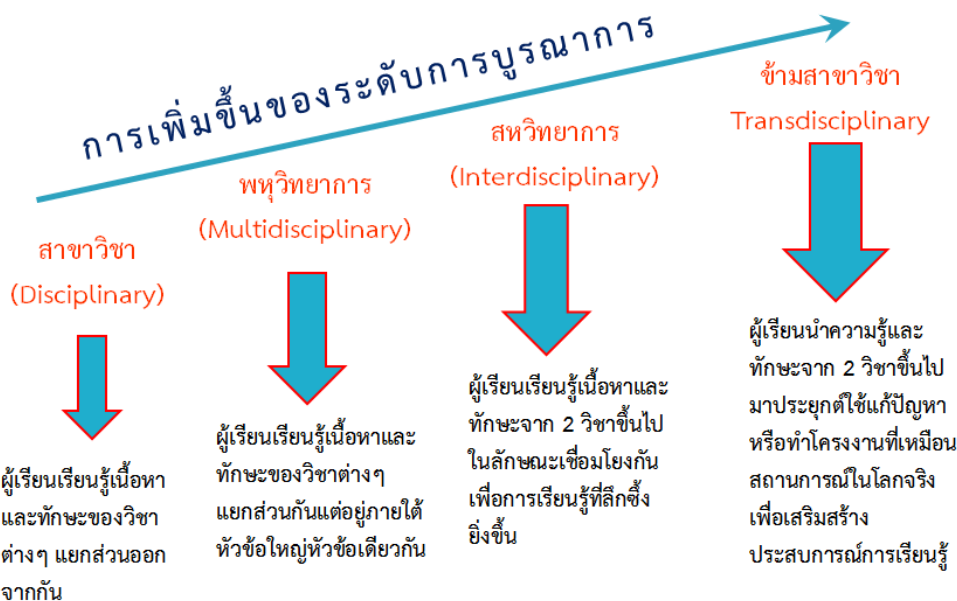 การเพิ่มขึ้นของระดับการบูรณาการ
สาขาวิชา
(Disciplinary)
ผู้เรียนเรียนรู้เนื้อหา
และทักษะของวิชา
ต่างๆ แยกส่วนออก
จากกัน
พหุวิทยาการ
(Multidisciplinary)
ผู้เรียนเรียนรู้เนื้อหาและ
ทักษะของวิชาต่างๆ
แยกส่วนกันแต่อยู่ภายใต้
หัวข้อใหญ่หัวข้อเดียวกัน
สหวิทยาการ
(Interdisciplinary)
ผู้เรียนเรียนรู้เนื้อหาและ
ทักษะจาก 2 วิชาขึ้นไป
ในลักษณะเชื่อมโยงกัน
เพื่อการเรียนรู้ที่ลึกซึ้ง
ยิ่งขึ้น
ข้ามสาขาวิชา
Transdisciplinary
ผู้เรียนนำความรู้และ
ทักษะจาก 2 วิชาขึ้นไป
มาประยุกต์ใช้แก้ปัญหา
หรือทำโครงงานที่เหมือน
สถานการณ์ในโลกจริง
เพื่อเสริมสร้าง
ประสบการณ์การเรียนรู้